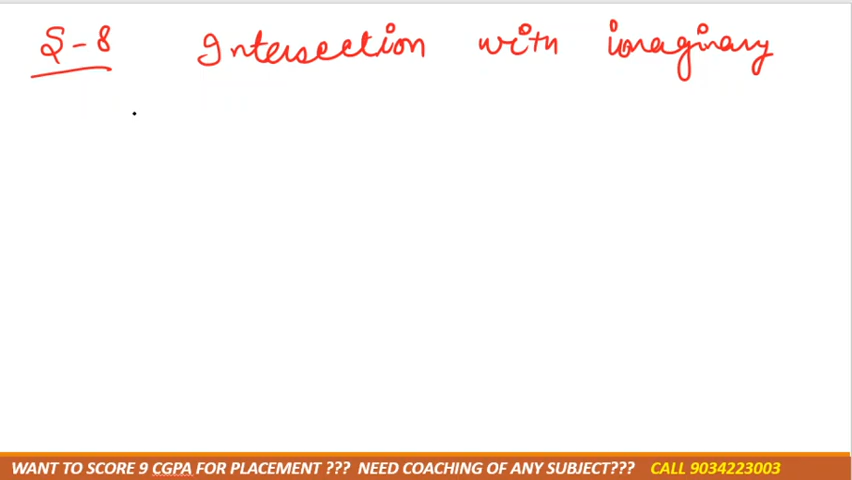 S-8 Intersection with imaginary
WANT TO SCORE 9 CGPA FOR PLACEMENT ??? NEED COACHING OF ANY SUBJECT??? CALL 9034223003